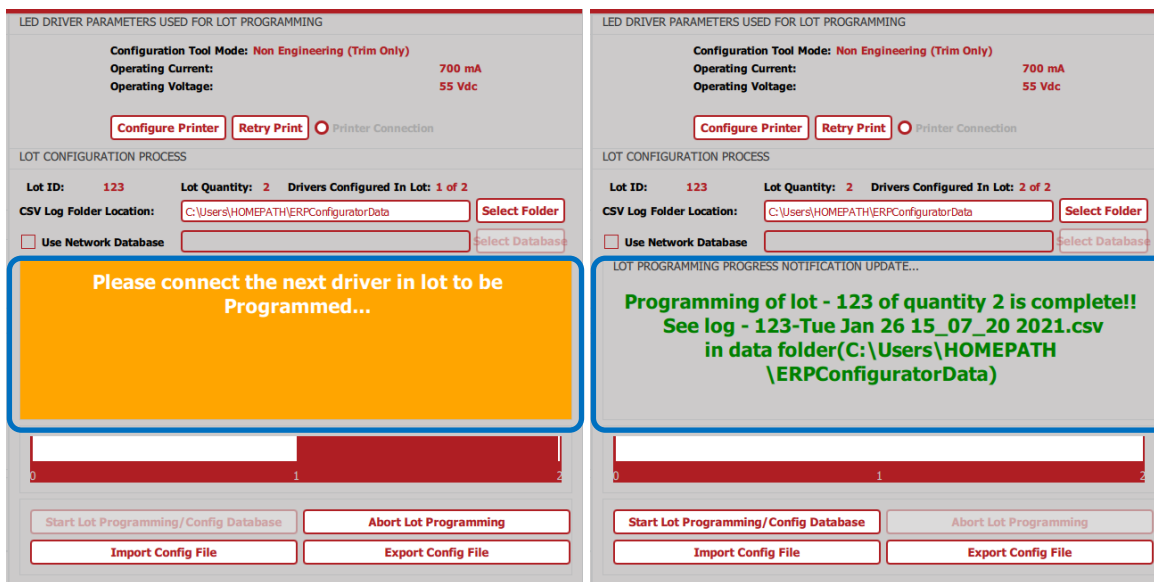 LED DRIVER PARAMETERS USED FOR LOT PROGRAMMING
Configuration Tool Mode: Non Engineering (Trim Only)
Operating Current: 700 mA
Operating Voltage: 55 Vdc
Configure Printer Retry Print Printer Connection
LOT CONFIGURATION PROCESS
Lot ID: 123 Lot Quantity: 2 Drivers Configured In Lot: 1 of 2
CSV Log Folder Location: C:\Users\HOMEPATH\ERPConfiguratorData Select Folder
Use Network Database Select Database
Please connect the next driver in lot to be
Programmed...
0 1 2
Start Lot Programming/Config Database Abort Lot Programming
Import Config File Export Config File
LED DRIVER PARAMETERS USED FOR LOT PROGRAMMING
Configuration Tool Mode: Non Engineering (Trim Only)
Operating Current: 700 mA
Operating Voltage: 55 Vdc
Configure Printer Retry Print Printer Connection
LOT CONFIGURATION PROCESS
Lot ID: 123 Lot Quantity: 2 Drivers Configured In Lot: 2 of 2
CSV Log Folder Location: C:\Users\HOMEPATH\ERPConfiguratorData Select Folder
Use Network Database Select Database
LOT PROGRAMMING PROGRESS NOTIFICATION UPDATE...
Programming of lot - 123 of quantity 2 is complete!!
See log - 123-Tue Jan 26 15_07_20 2021.csv
in data folder(C:\Users\HOMEPATH
\ERPConfiguratorData)
0 1 2
Start Lot Programming/Config Database Abort Lot Programming
Import Config File Export Config File